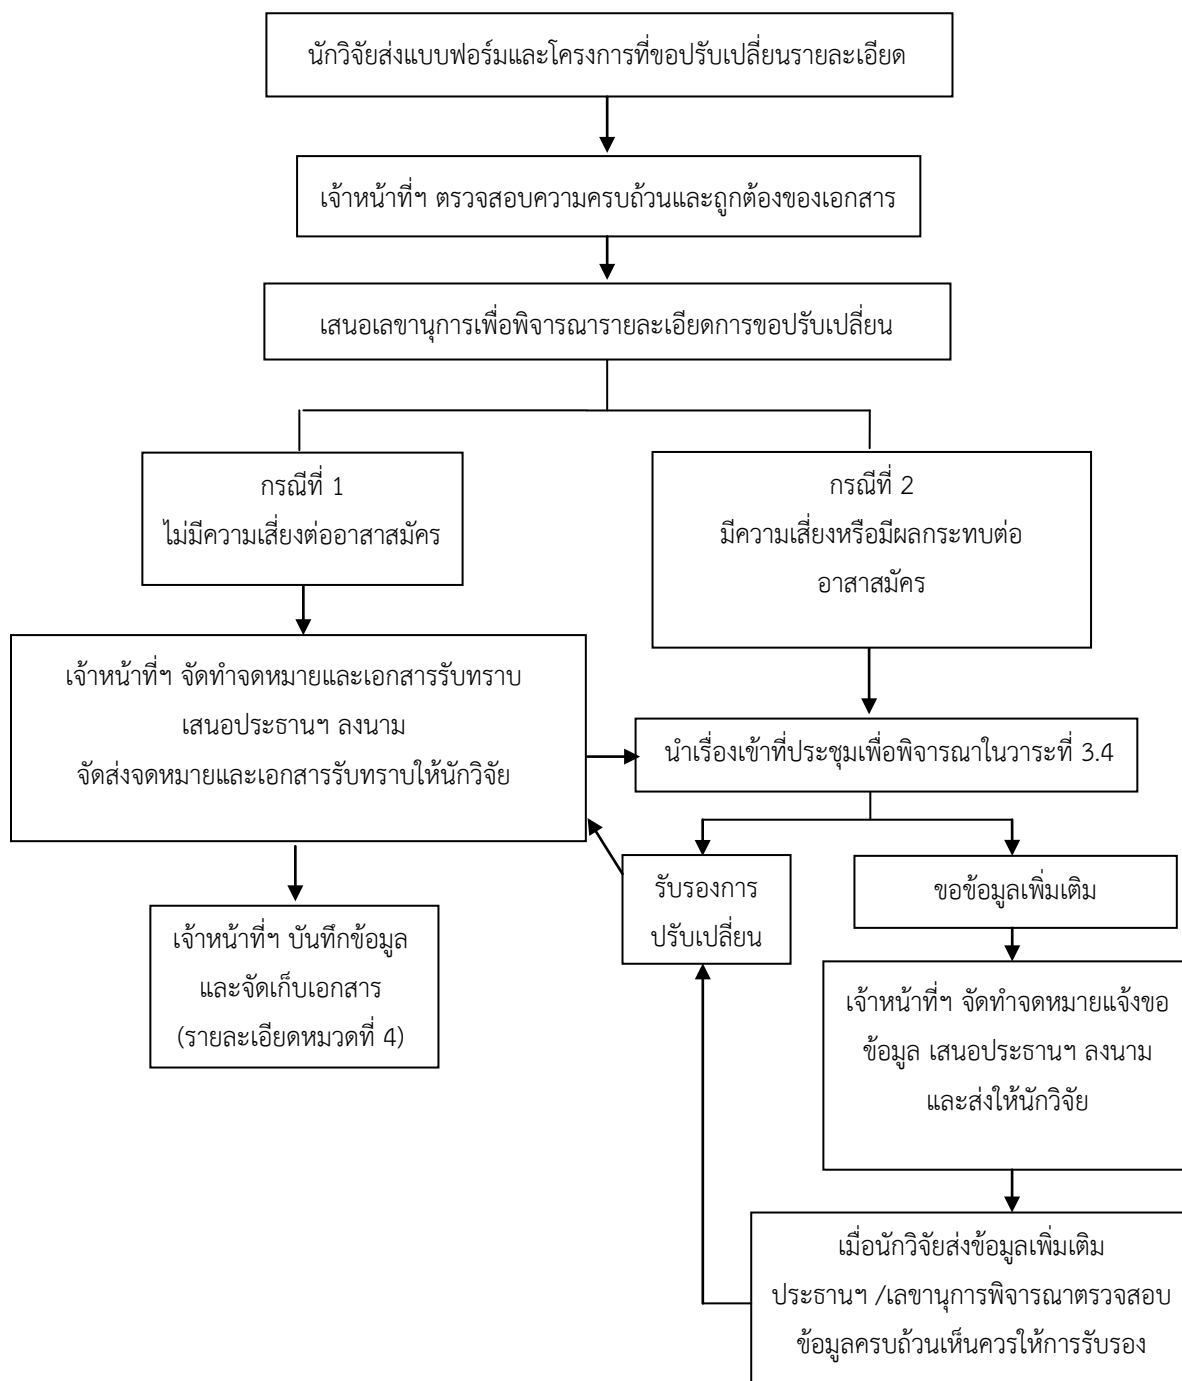 นักวิจัยส่งแบบฟอร์มและโครงการที่ขอปรับเปลี่ยนรายละเอียด
เจ้าหน้าที่ฯ ตรวจสอบความครบถ้วนและถูกต้องของเอกสาร
เสนอเลขานุการเพื่อพิจารณารายละเอียดการขอปรับเปลี่ยน
กรณีที่ 1
ไม่มีความเสี่ยงต่ออาสาสมัคร
กรณีที่ 2
มีความเสี่ยงหรือมีผลกระทบต่อ
อาสาสมัคร
เจ้าหน้าที่ฯ จัดทำจดหมายและเอกสารรับทราบ
เสนอประธานฯ ลงนาม
จัดส่งจดหมายและเอกสารรับทราบให้นักวิจัย
นำเรื่องเข้าที่ประชุมเพื่อพิจารณาในวาระที่ 3.4
รับรองการ
ปรับเปลี่ยน
ขอข้อมูลเพิ่มเติม
เจ้าหน้าที่ฯ บันทึกข้อมูล
และจัดเก็บเอกสาร
(รายละเอียดหมวดที่ 4)
เจ้าหน้าที่ฯ จัดทำจดหมายแจ้งขอ
ข้อมูล เสนอประธานฯ ลงนาม
และส่งให้นักวิจัย
เมื่อนักวิจัยส่งข้อมูลเพิ่มเติม
ประธานฯ /เลขานุการพิจารณาตรวจสอบ
ข้อมูลครบถ้วนเห็นควรให้การรับรอง